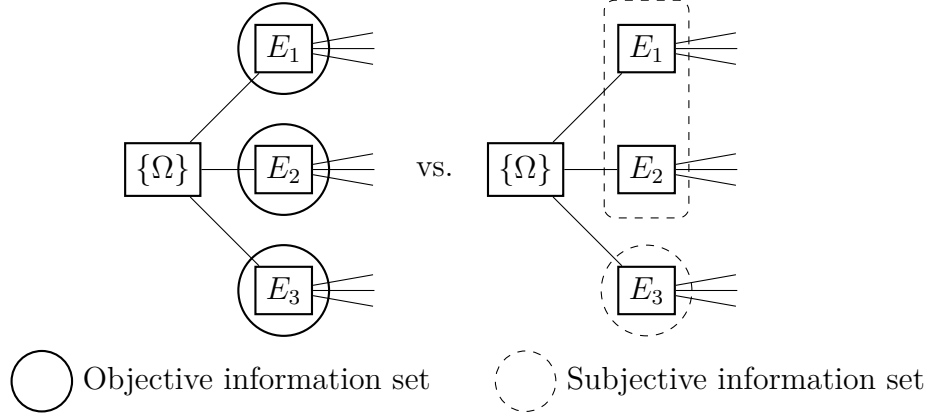 E₁ E₁
{Ω} E₂ vs. {Ω} E₂
E₃ E₃
Objective information set Subjective information set